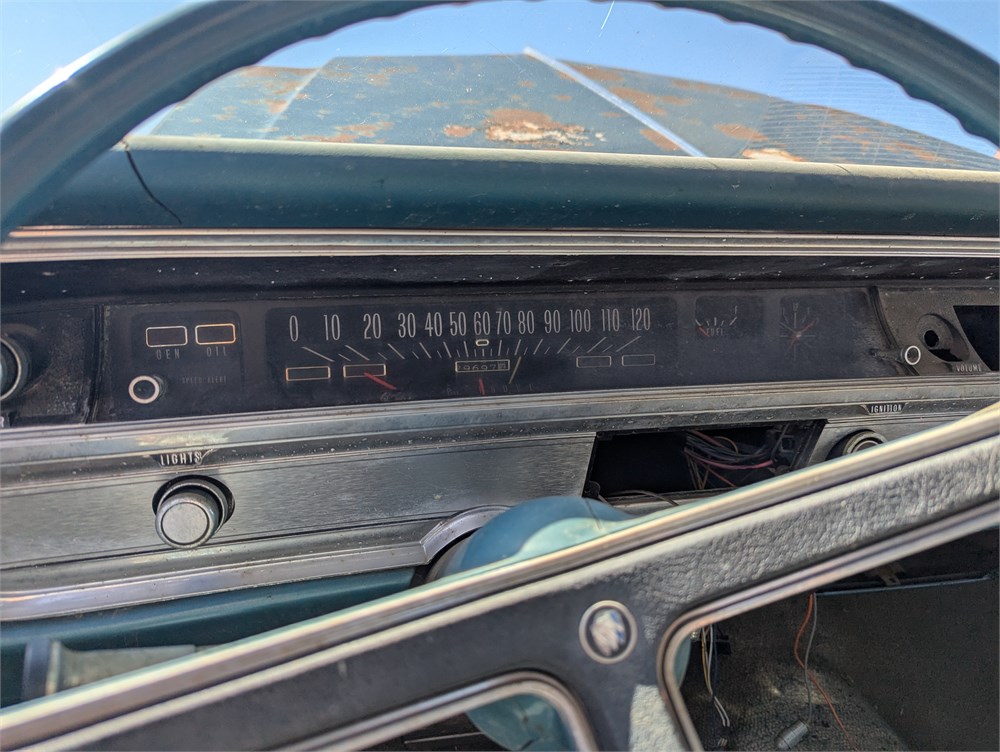 0 10 20 30 40 50 60 70 80 90 100 110 120
GEN OIL
FUEL
SPEED ALERT
VOLUME
IGNITION
LIGHTS